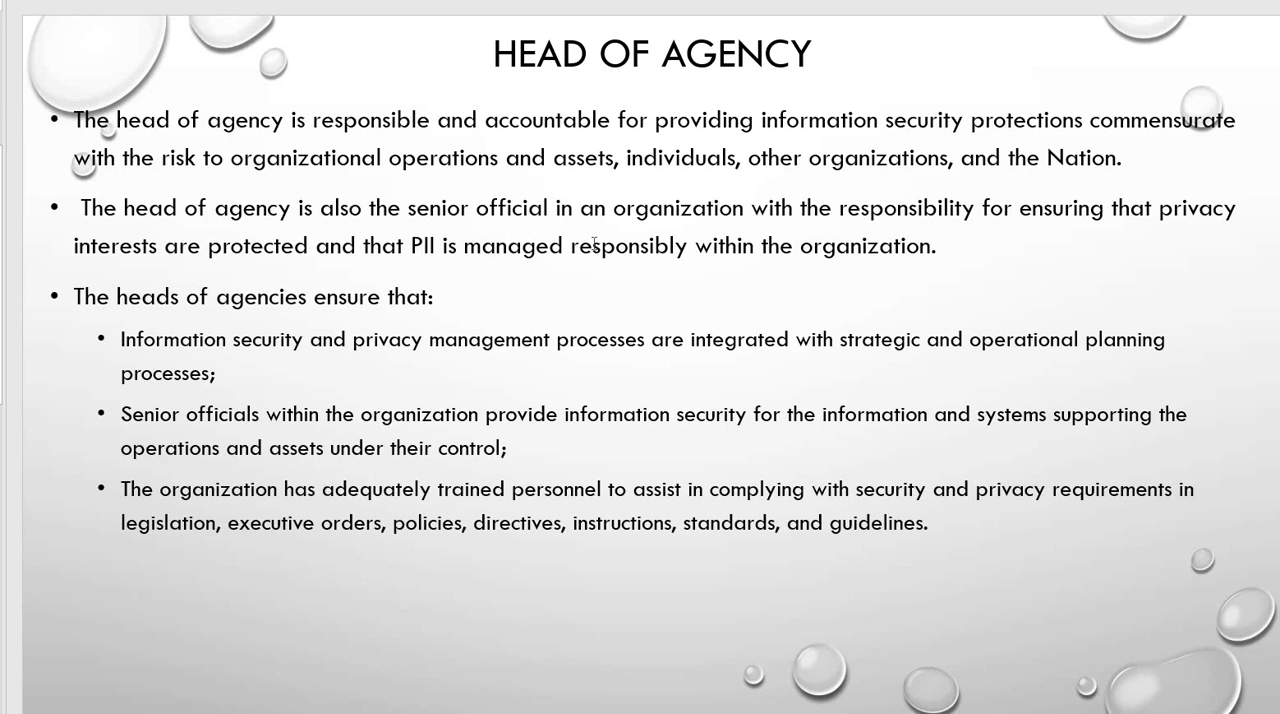 HEAD OF AGENCY
• The head of agency is responsible and accountable for providing information security protections commensurate
with the risk to organizational operations and assets, individuals, other organizations, and the Nation.
• The head of agency is also the senior official in an organization with the responsibility for ensuring that privacy
interests are protected and that PII is managed responsibly within the organization.
• The heads of agencies ensure that:
• Information security and privacy management processes are integrated with strategic and operational planning
processes;
• Senior officials within the organization provide information security for the information and systems supporting the
operations and assets under their control;
• The organization has adequately trained personnel to assist in complying with security and privacy requirements in
legislation, executive orders, policies, directives, instructions, standards, and guidelines.